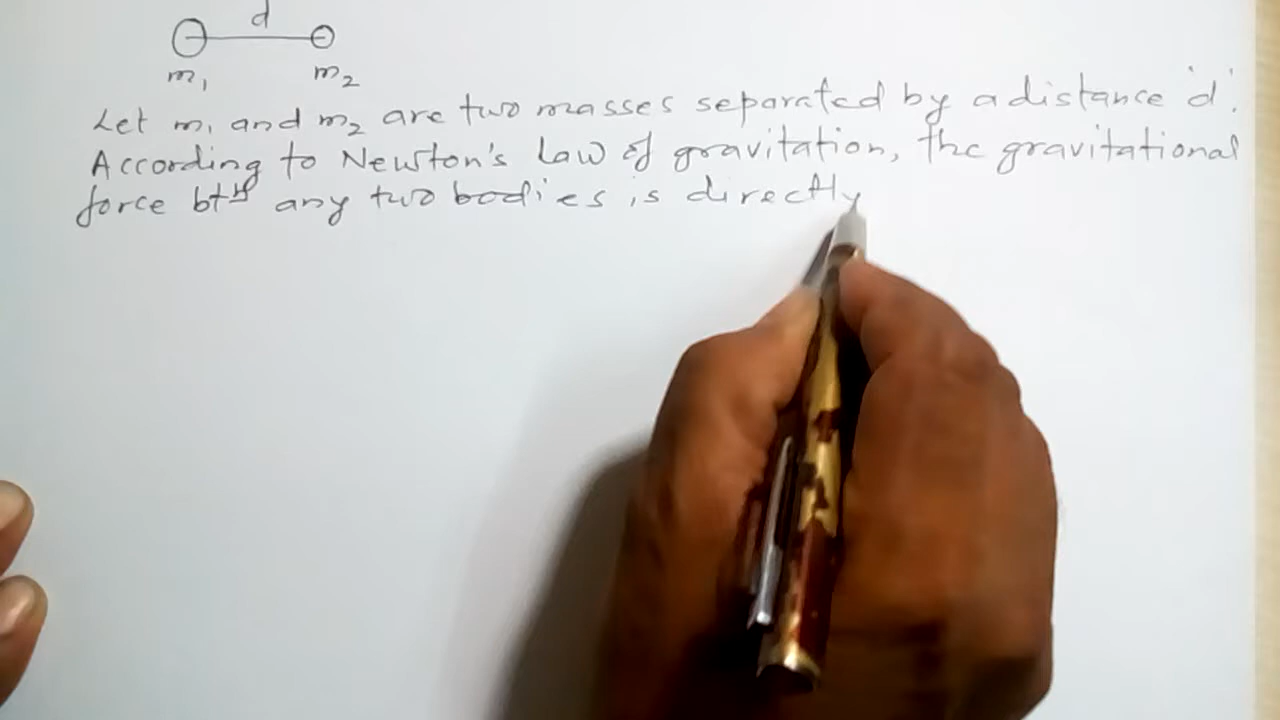 d
m₁ m₂
Let m₁ and m₂ are two masses separated by a distance 'd'.
According to Newton's Law of gravitation, the gravitational
force btⁿ any two bodies is directly